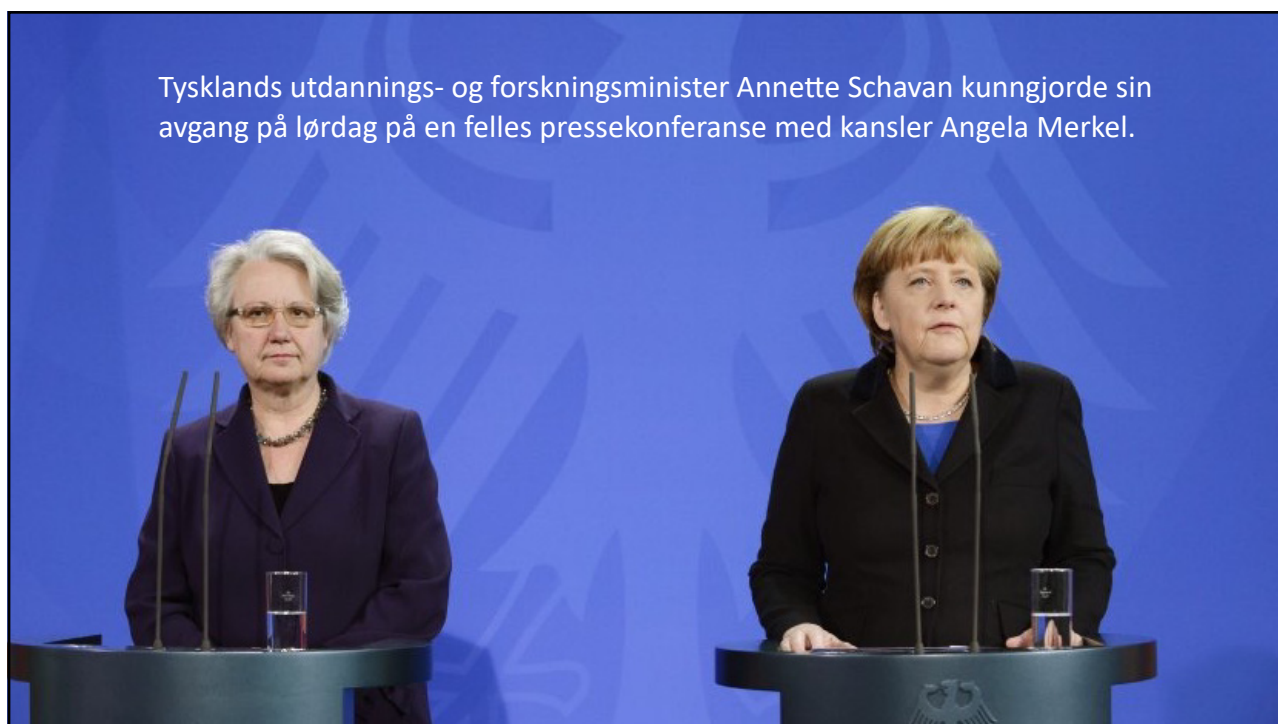 Tysklands utdannings- og forskningsminister Annette Schavan kunngjorde sin
avgang på lørdag på en felles pressekonferanse med kansler Angela Merkel.